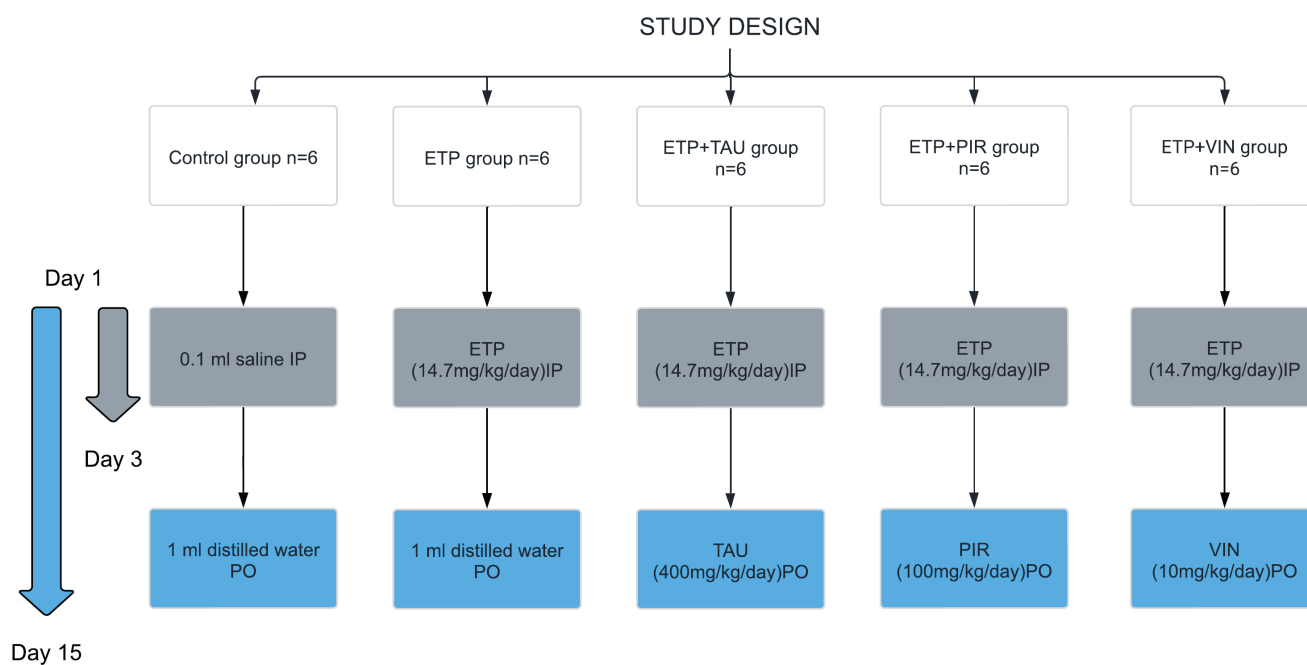 STUDY DESIGN
Control group n=6
ETP group n=6
ETP+TAU group
n=6
ETP+PIR group
n=6
ETP+VIN group
n=6
Day 1
0.1 ml saline IP
ETP
(14.7mg/kg/day)IP
ETP
(14.7mg/kg/day)IP
ETP
(14.7mg/kg/day)IP
ETP
(14.7mg/kg/day)IP
Day 3
1 ml distilled water
PO
1 ml distilled water
PO
TAU
(400mg/kg/day)PO
PIR
(100mg/kg/day)PO
VIN
(10mg/kg/day)PO
Day 15